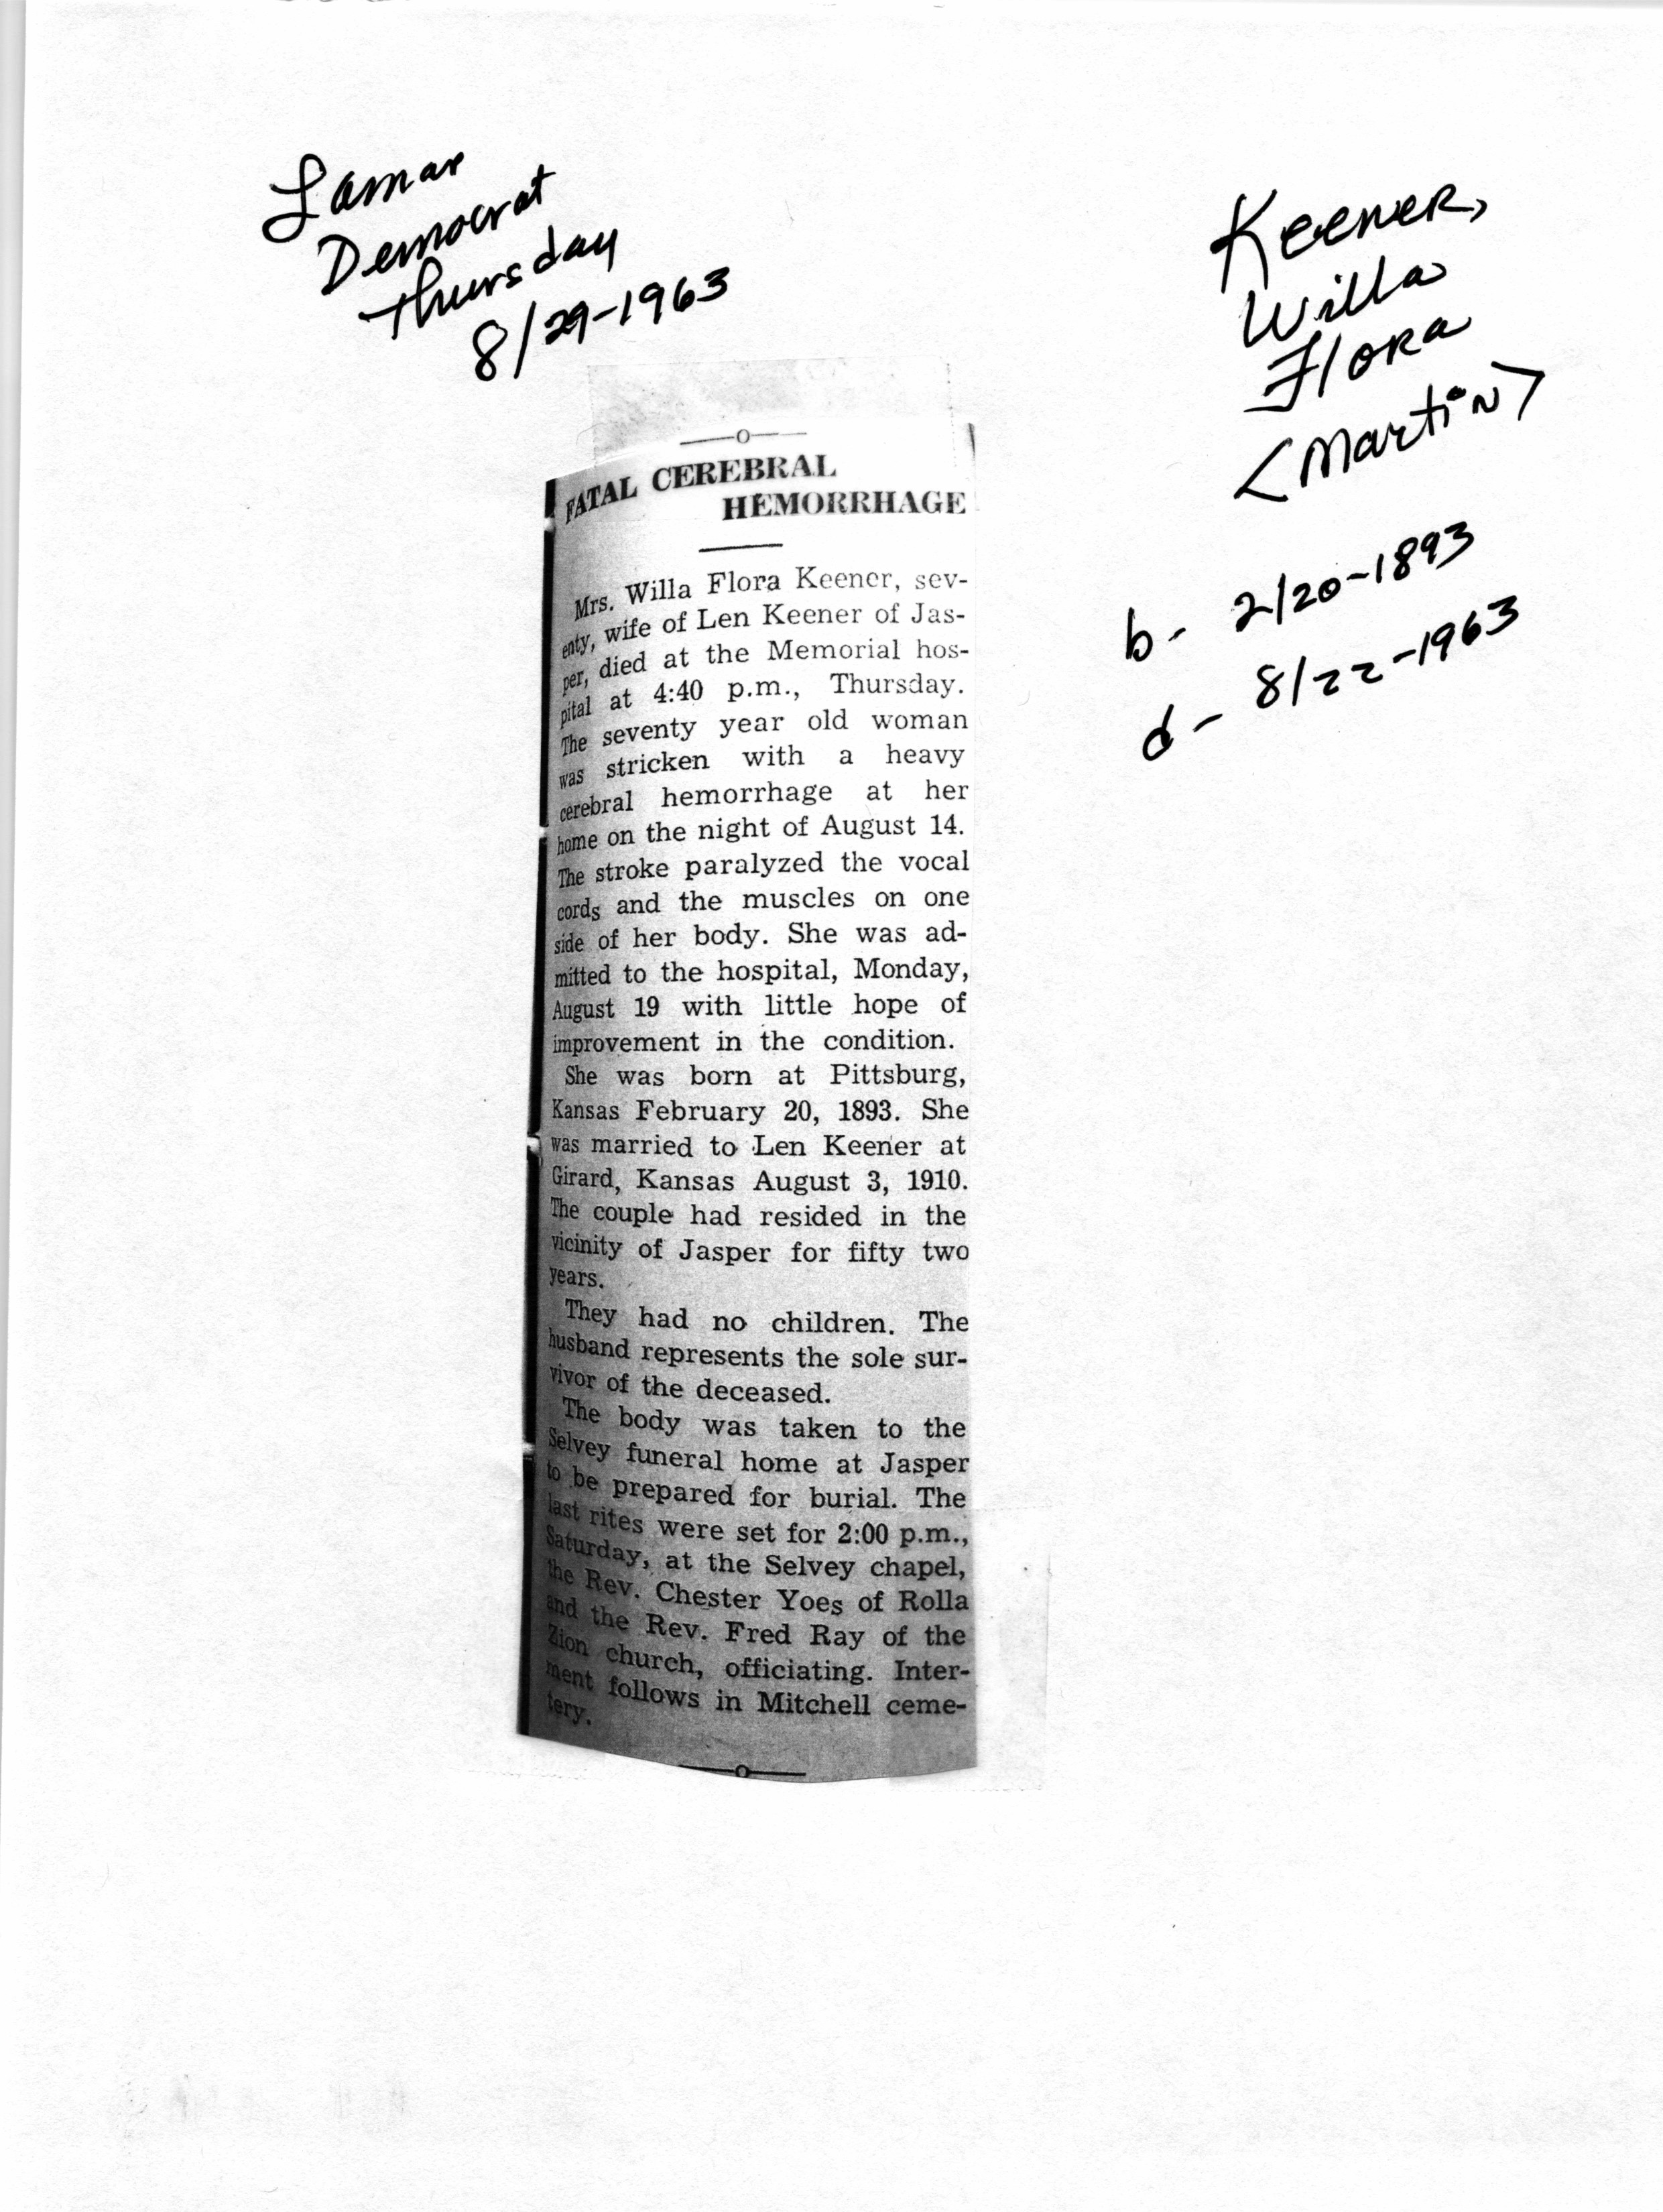 Lamar
Democrat
Thursday
8/29-1963
Keener,
Willa
Flora
<Martin>
b- 2/20-1893
d- 8/22-1963
FATAL CEREBRAL
HEMORRHAGE
Mrs. Willa Flora Keener, sev-
enty, wife of Len Keener of Jas-
per, died at the Memorial hos-
pital at 4:40 p.m., Thursday.
The seventy year old woman
was stricken with a heavy
cerebral hemorrhage at her
home on the night of August 14.
The stroke paralyzed the vocal
cords and the muscles on one
side of her body. She was ad-
mitted to the hospital, Monday,
August 19 with little hope of
improvement in the condition.
She was born at Pittsburg,
Kansas February 20, 1893. She
was married to Len Keener at
Girard, Kansas August 3, 1910.
The couple had resided in the
vicinity of Jasper for fifty two
years.
They had no children. The
husband represents the sole sur-
vivor of the deceased.
The body was taken to the
Selvey funeral home at Jasper
to be prepared for burial. The
last rites were set for 2:00 p.m.,
Saturday, at the Selvey chapel,
the Rev. Chester Yoes of Rolla
and the Rev. Fred Ray of the
Zion church, officiating. Inter-
ment follows in Mitchell ceme-
tery.